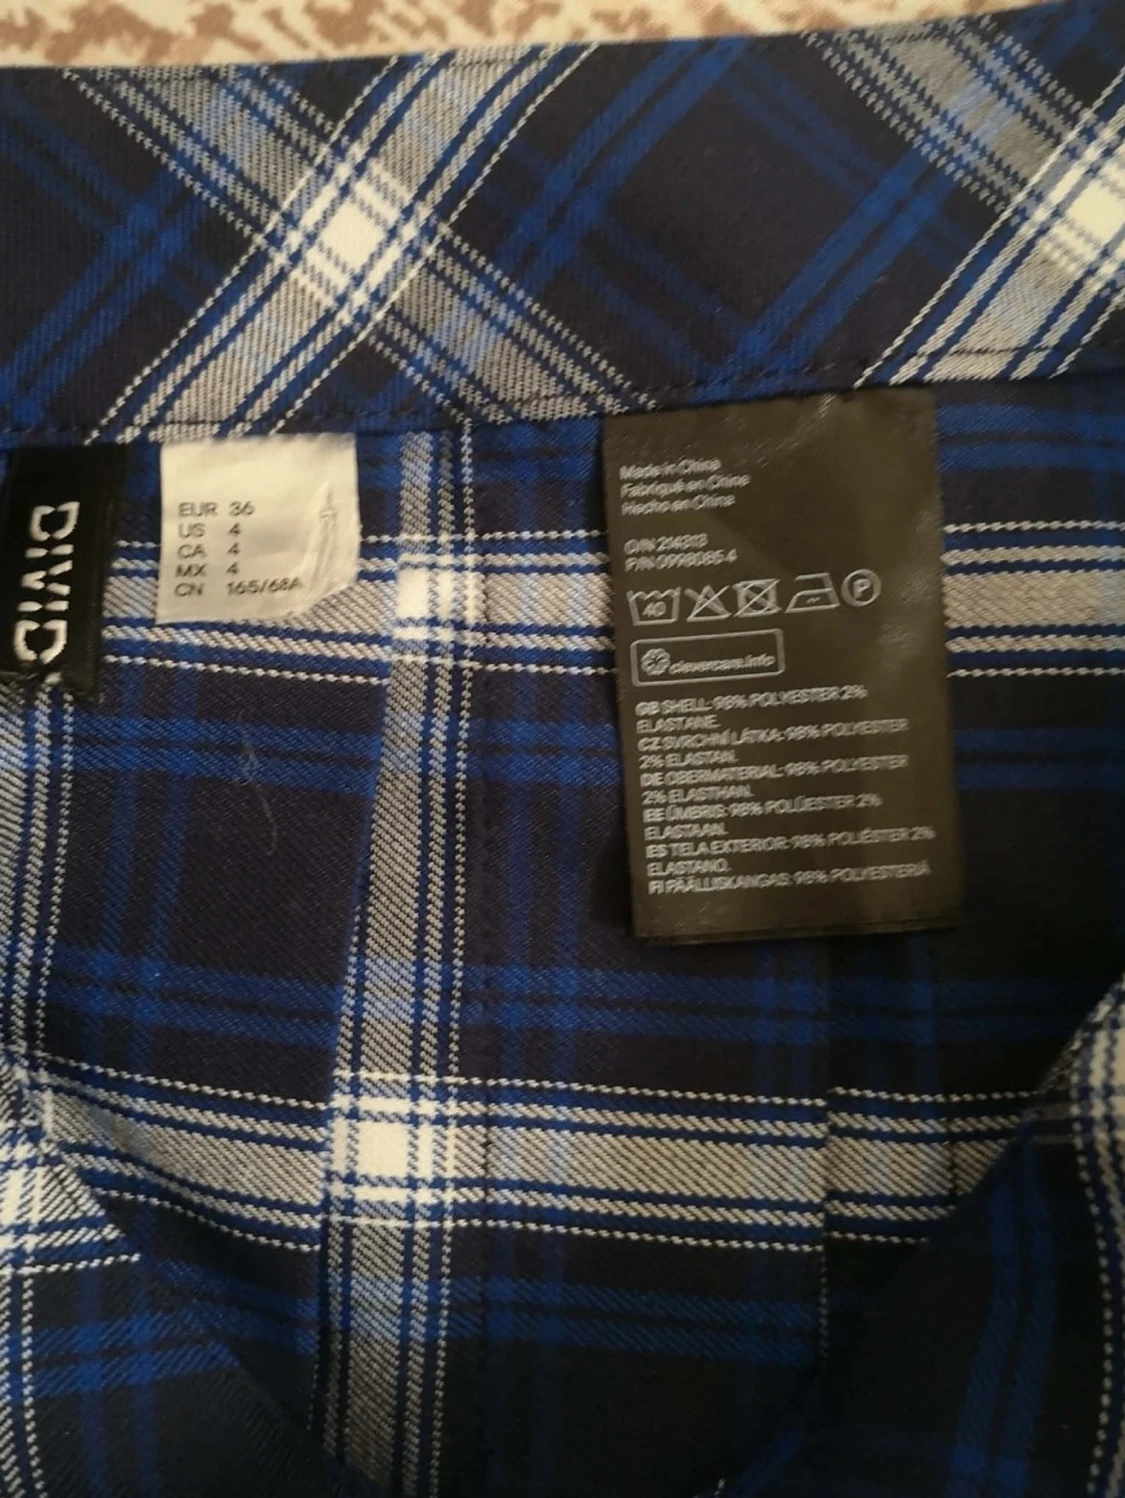 DIVID
EUR 36
US 4
CA 4
MX 4
CN 165/68A
Made in China
Fabriqué en Chine
Hecho en China
O/N 214313
P/N 0998085 4
40
P
clevercare.info
GB SHELL: 98% POLYESTER 2%
ELASTANE.
CZ SVRCHNÍ LÁTKA: 98% POLYESTER
2% ELASTAN.
DE OBERMATERIAL: 98% POLYESTER
2% ELASTHAN.
EE ÜMBRIS: 98% POLÜESTER 2%
ELASTAAN.
ES TELA EXTERIOR: 98% POLIÉSTER 2%
ELASTANO.
FI PÄÄLLIKANGAS: 98% POLYESTERIÄ